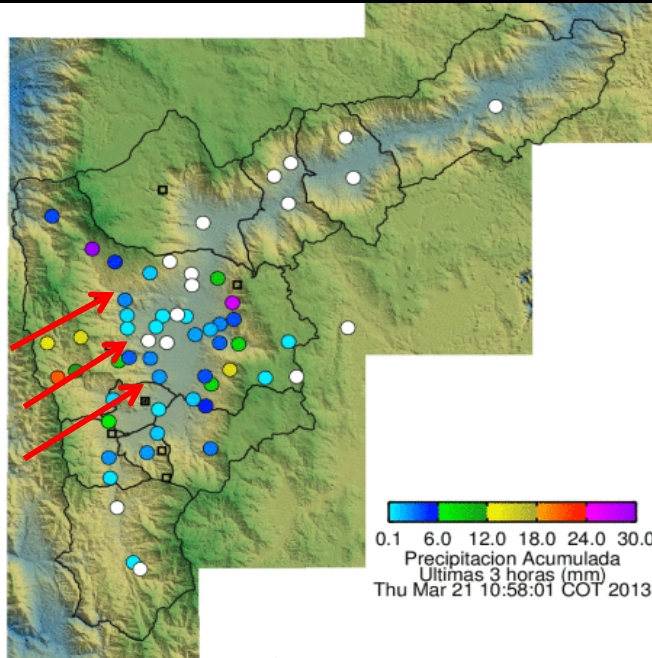 0.1 6.0 12.0 18.0 24.0 30.0
Precipitacion Acumulada
Ultimas 3 horas (mm)
Thu Mar 21 10:58:01 COT 2013